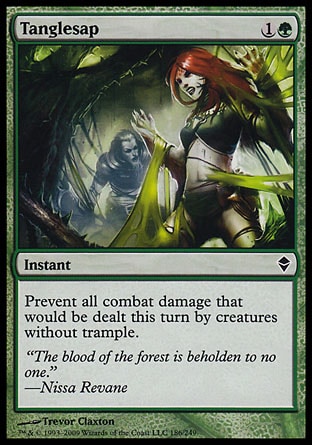 Tanglesap 1
Instant
Prevent all combat damage that
would be dealt this turn by creatures
without trample.
"The blood of the forest is beholden to no
one."
—Nissa Revane
Trevor Claxton
™ & © 1993–2009 Wizards of the Coast LLC 186/249